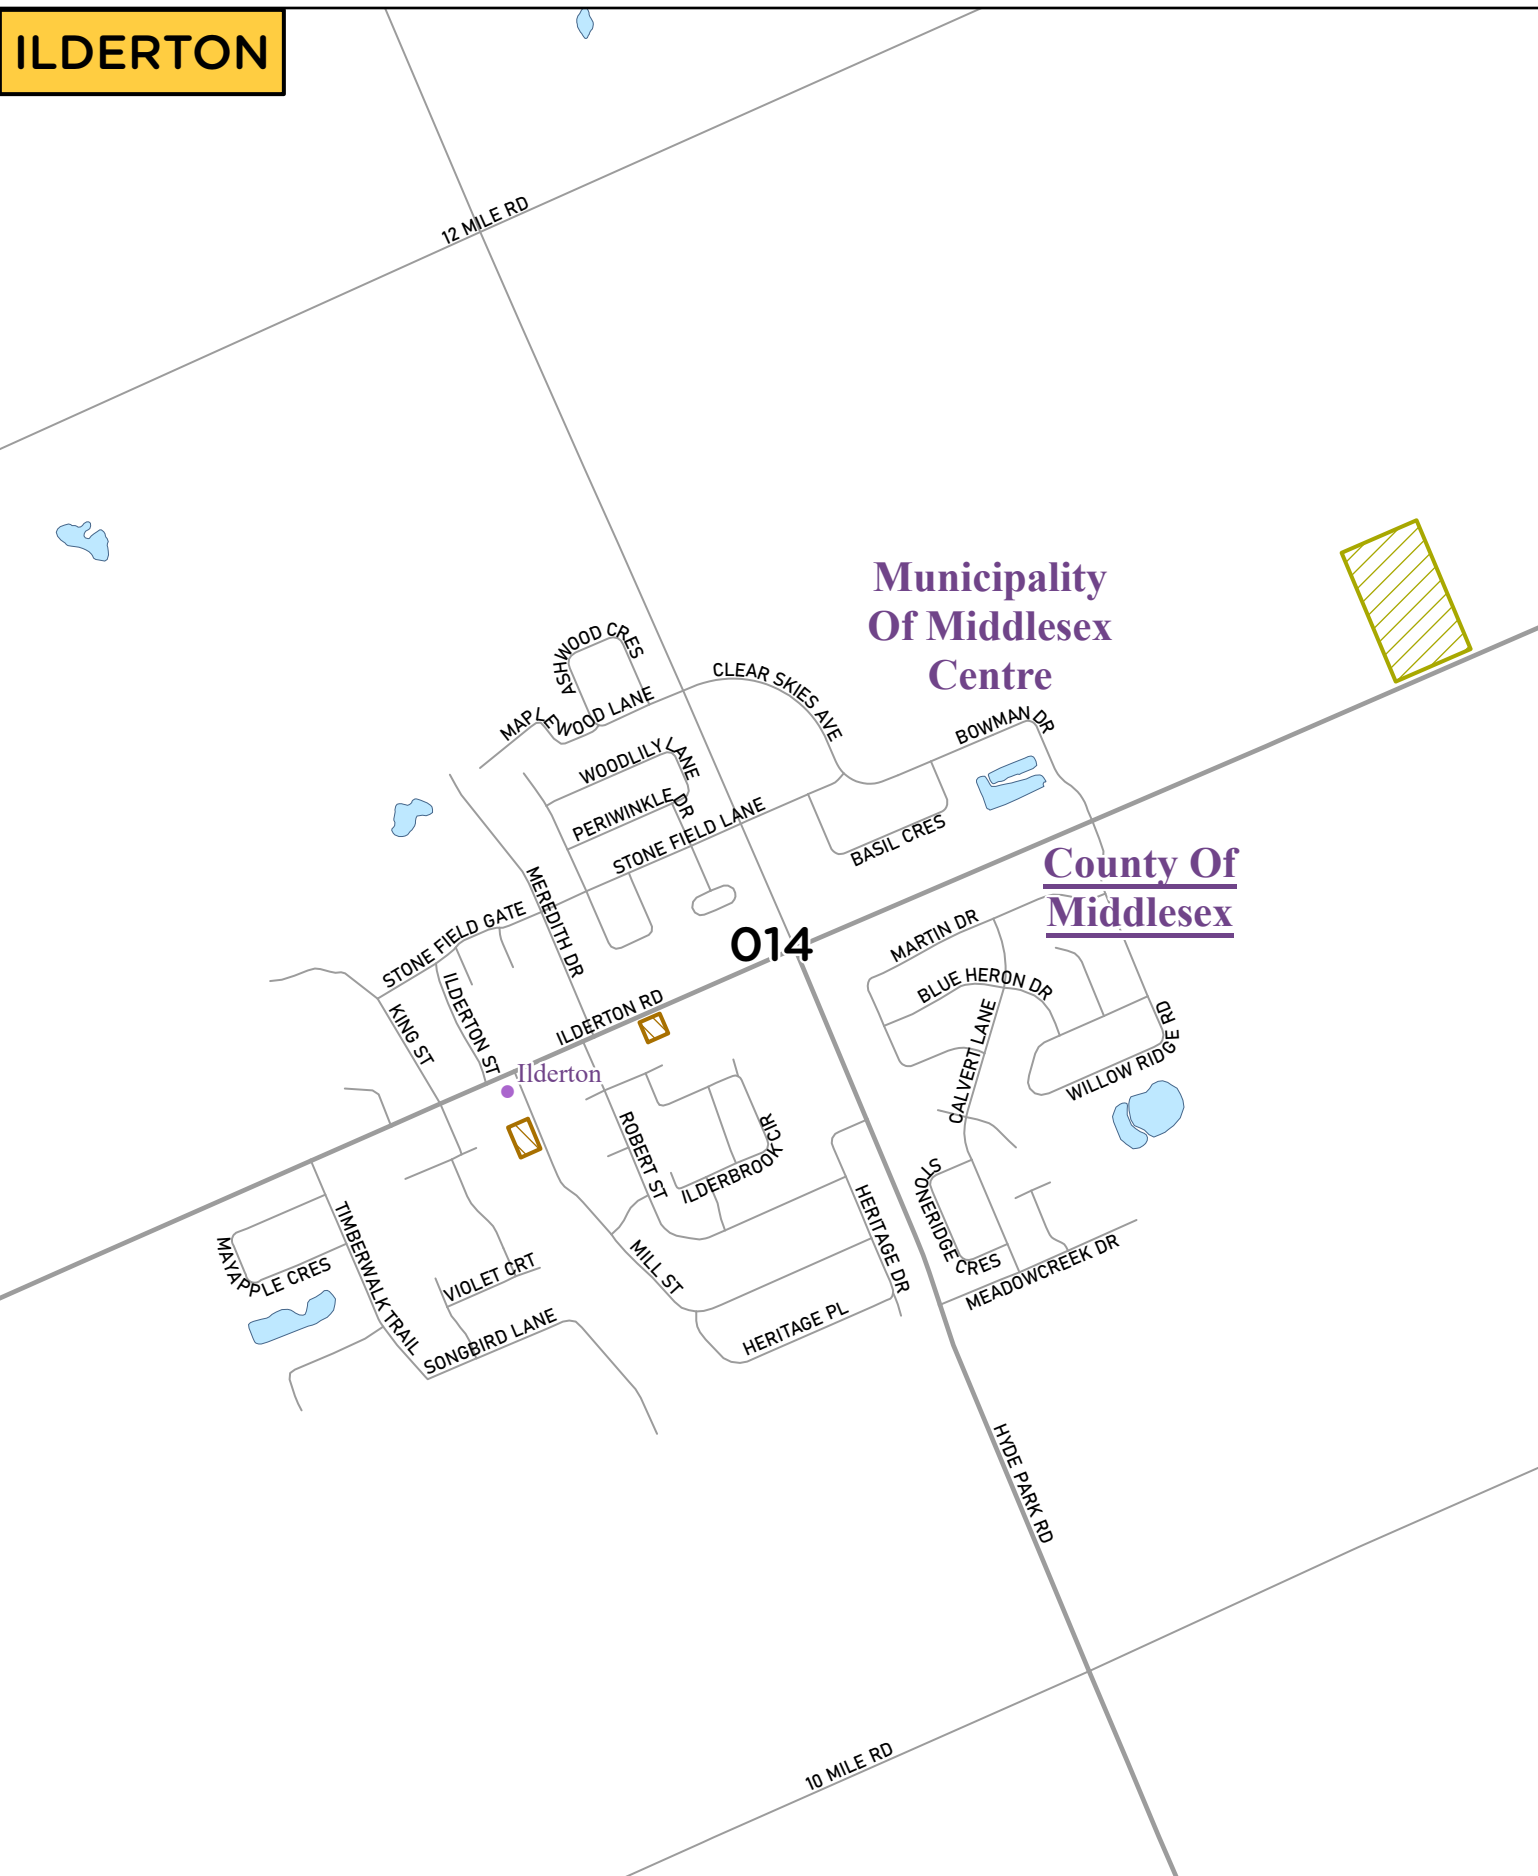 ILDERTON
12 MILE RD
Municipality
Of Middlesex
Centre
ASHWOOD CRES
MAPLEWOOD LANE
CLEAR SKIES AVE
BOWMAN DR
WOODLILY LANE
PERIWINKLE DR
STONE FIELD LANE
BASIL CRES
County Of
Middlesex
MEREDITH DR
STONE FIELD GATE
014
MARTIN DR
BLUE HERON DR
ILDERTON ST
KING ST
ILDERTON RD
CALVERT LANE
WILLOW RIDGE RD
Ilderton
ROBERT ST
ILDERBROOK CIR
STONERIDGE CRES
HERITAGE DR
TIMBERWALK TRAIL
MAYAPPLE CRES
VIOLET CRT
MILL ST
MEADOWCREEK DR
SONGBIRD LANE
HERITAGE PL
HYDE PARK RD
10 MILE RD